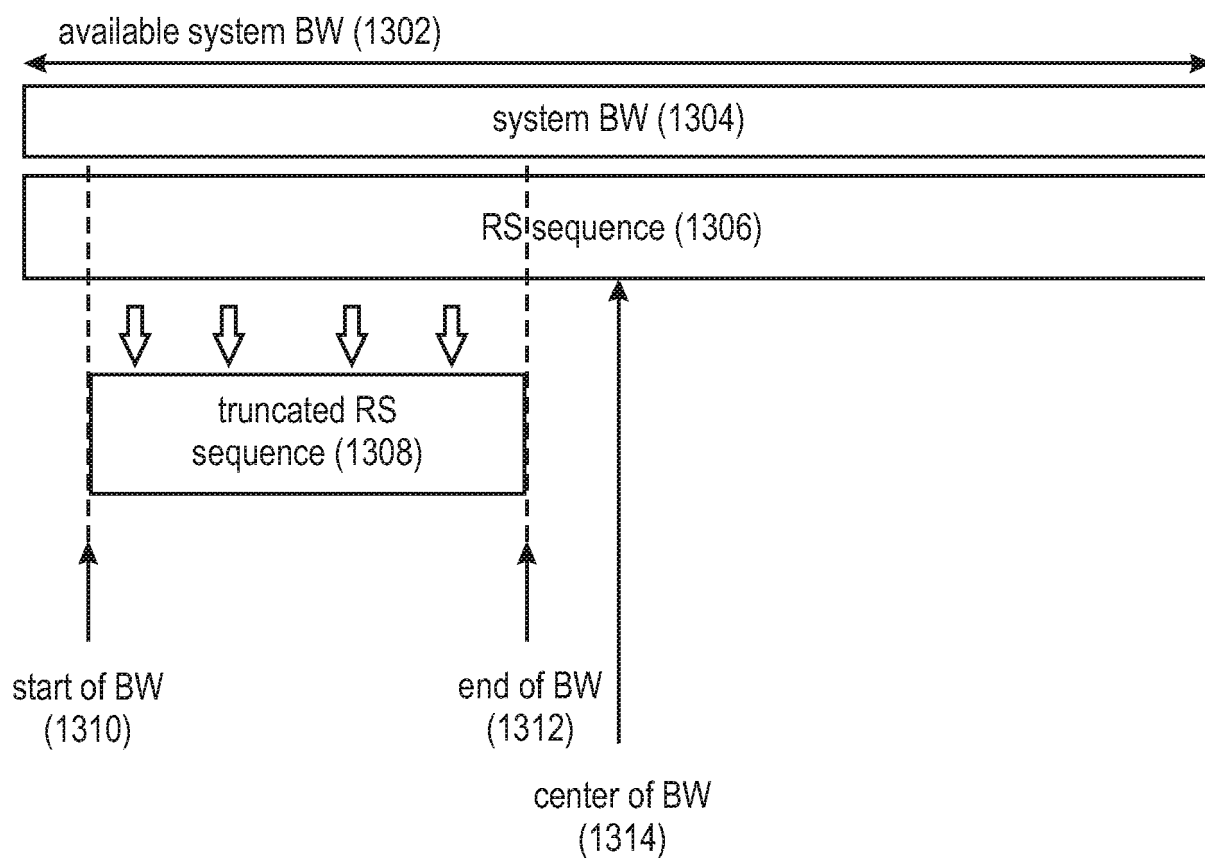 available system BW (1302)
system BW (1304)
RS sequence (1306)
truncated RS
sequence (1308)
start of BW
(1310)
end of BW
(1312)
center of BW
(1314)